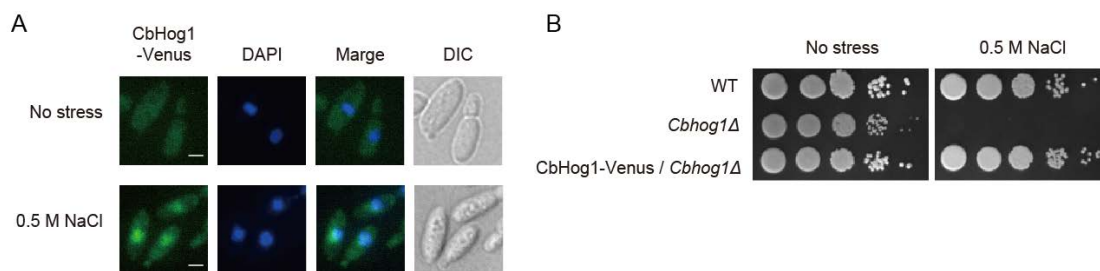 A
CbHog1
-Venus
DAPI
Marge
DIC
No stress
0.5 M NaCl
B
No stress
0.5 M NaCl
WT
Cbhog1Δ
CbHog1-Venus / Cbhog1Δ